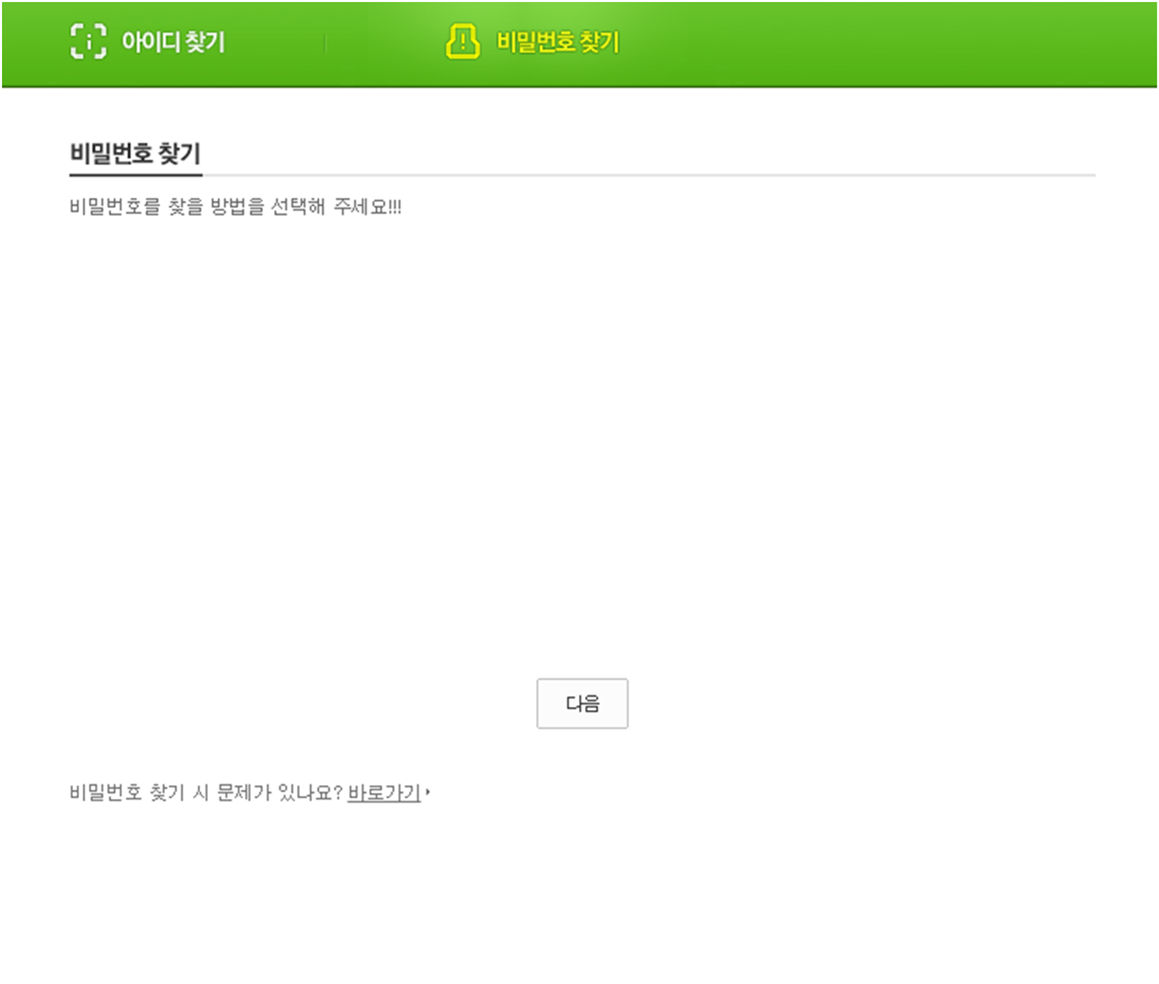 아이디 찾기
비밀번호 찾기
비밀번호 찾기
비밀번호를 찾을 방법을 선택해 주세요!!!
다음
비밀번호 찾기 시 문제가 있나요? 바로가기